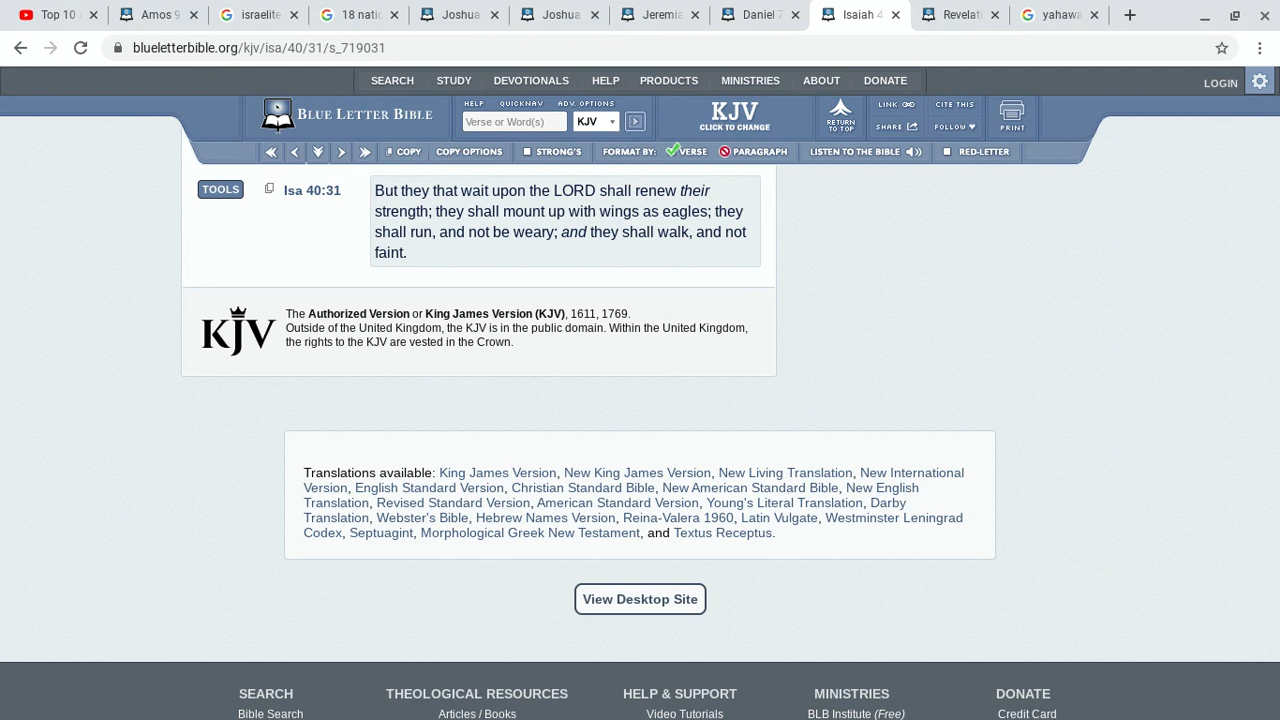 Top 10
Amos 9
israelite
18 natio
Joshua
Joshua
Jeremia
Daniel 7
Isaiah 4
Revelati
yahawa
blueletterbible.org/kjv/isa/40/31/s_719031
SEARCH STUDY DEVOTIONALS HELP PRODUCTS MINISTRIES ABOUT DONATE LOGIN
BLUE LETTER BIBLE
HELP QUICKNAV ADV. OPTIONS
Verse or Word(s) KJV
KJV
CLICK TO CHANGE
RETURN
TO TOP
LINK CITE THIS
SHARE FOLLOW
PRINT
COPY COPY OPTIONS STRONG'S FORMAT BY: VERSE PARAGRAPH LISTEN TO THE BIBLE RED-LETTER
TOOLS Isa 40:31 But they that wait upon the LORD shall renew their
strength; they shall mount up with wings as eagles; they
shall run, and not be weary; and they shall walk, and not
faint.
KJV
The Authorized Version or King James Version (KJV), 1611, 1769.
Outside of the United Kingdom, the KJV is in the public domain. Within the United Kingdom,
the rights to the KJV are vested in the Crown.
Translations available: King James Version, New King James Version, New Living Translation, New International
Version, English Standard Version, Christian Standard Bible, New American Standard Bible, New English
Translation, Revised Standard Version, American Standard Version, Young's Literal Translation, Darby
Translation, Webster's Bible, Hebrew Names Version, Reina-Valera 1960, Latin Vulgate, Westminster Leningrad
Codex, Septuagint, Morphological Greek New Testament, and Textus Receptus.
View Desktop Site
SEARCH THEOLOGICAL RESOURCES HELP & SUPPORT MINISTRIES DONATE
Bible Search Articles / Books Video Tutorials BLB Institute (Free) Credit Card